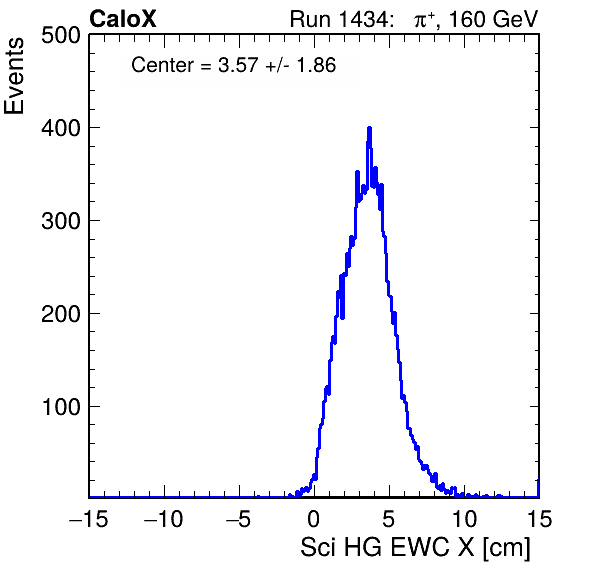 CaloX Run 1434: π+, 160 GeV
Events
Center = 3.57 +/- 1.86
500
400
300
200
100
−15 −10 −5 0 5 10 15
Sci HG EWC X [cm]